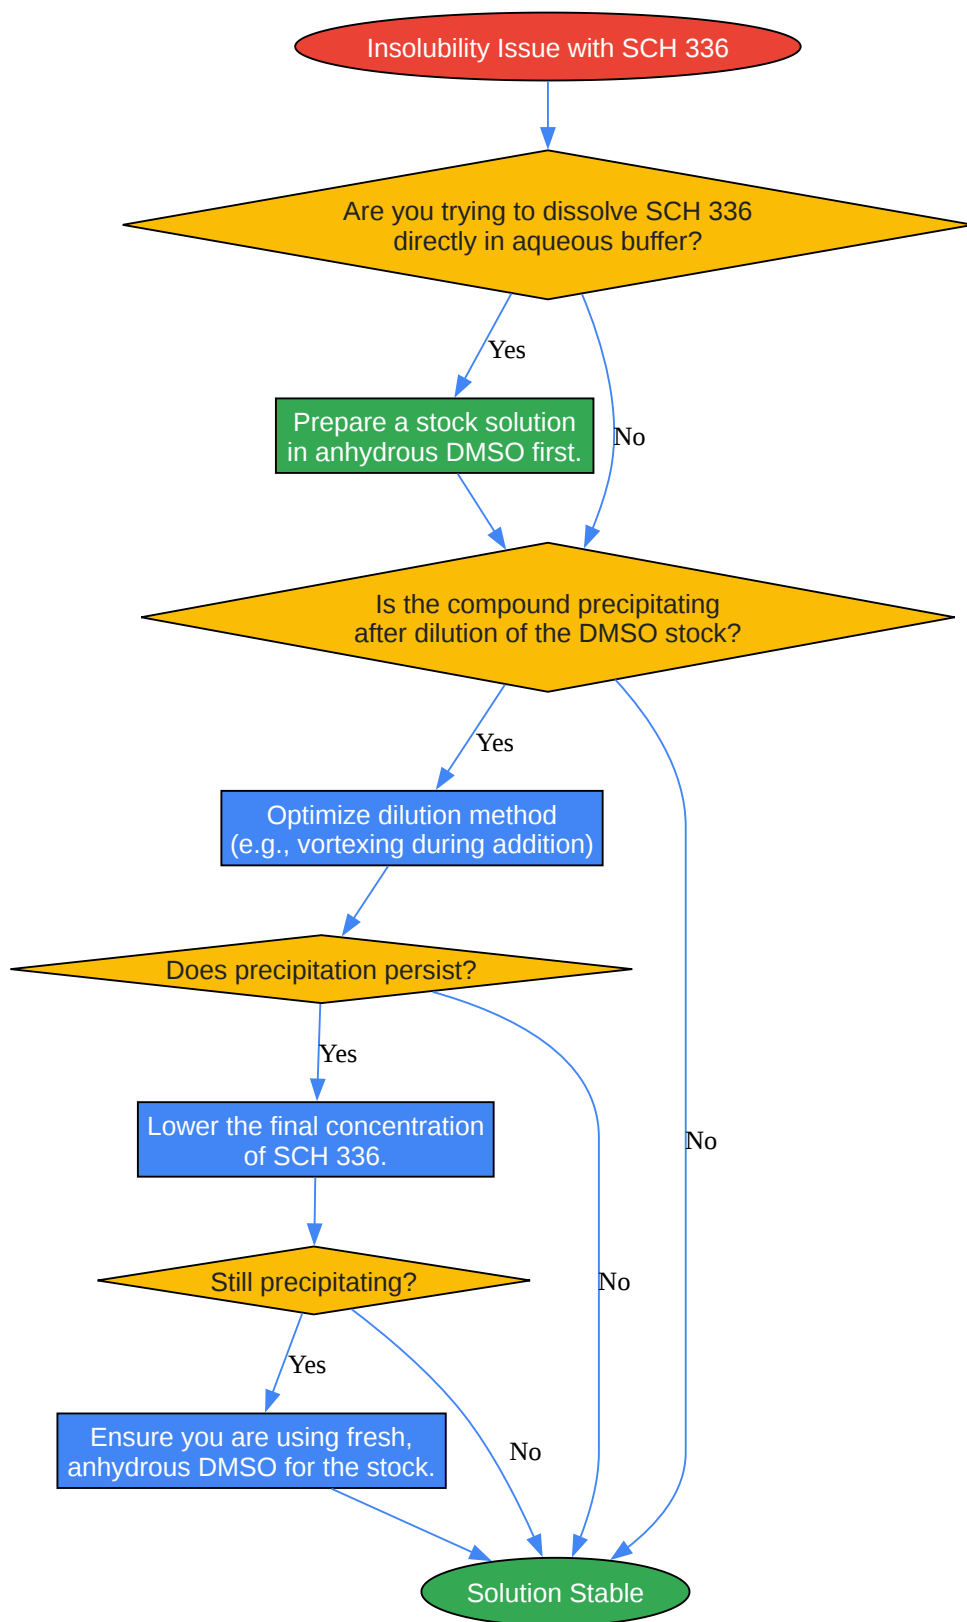 Insolubility Issue with SCH 336
Are you trying to dissolve SCH 336
directly in aqueous buffer?
Yes
Prepare a stock solution
in anhydrous DMSO first.
No
Is the compound precipitating
after dilution of the DMSO stock?
Yes
Optimize dilution method
(e.g., vortexing during addition)
Does precipitation persist?
Yes
Lower the final concentration
of SCH 336.
No
Still precipitating?
No
Yes
Ensure you are using fresh,
anhydrous DMSO for the stock.
No
Solution Stable